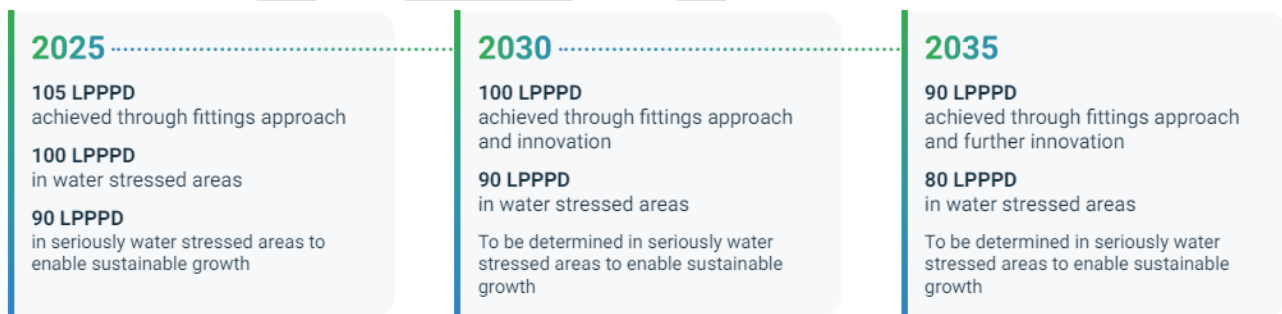 2025
105 LPPPD
achieved through fittings approach
100 LPPPD
in water stressed areas
90 LPPPD
in seriously water stressed areas to
enable sustainable growth
2030
100 LPPPD
achieved through fittings approach
and innovation
90 LPPPD
in water stressed areas
To be determined in seriously water
stressed areas to enable sustainable
growth
2035
90 LPPPD
achieved through fittings approach
and further innovation
80 LPPPD
in water stressed areas
To be determined in seriously water
stressed areas to enable sustainable
growth